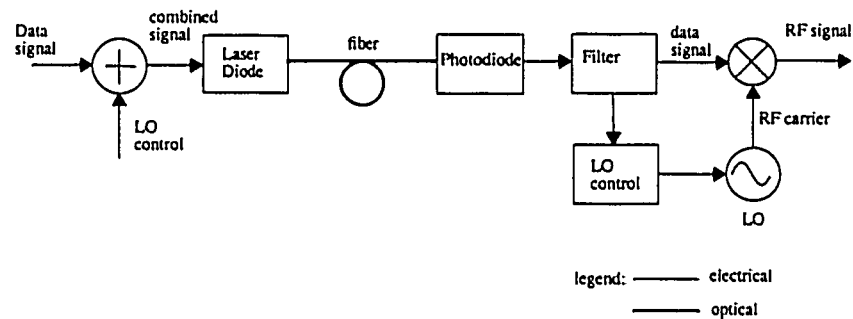 Data
signal
combined
signal
LO
control
Laser
Diode
fiber
Photodiode
Filter
data
signal
RF signal
RF carrier
LO
control
LO
legend:
electrical
optical